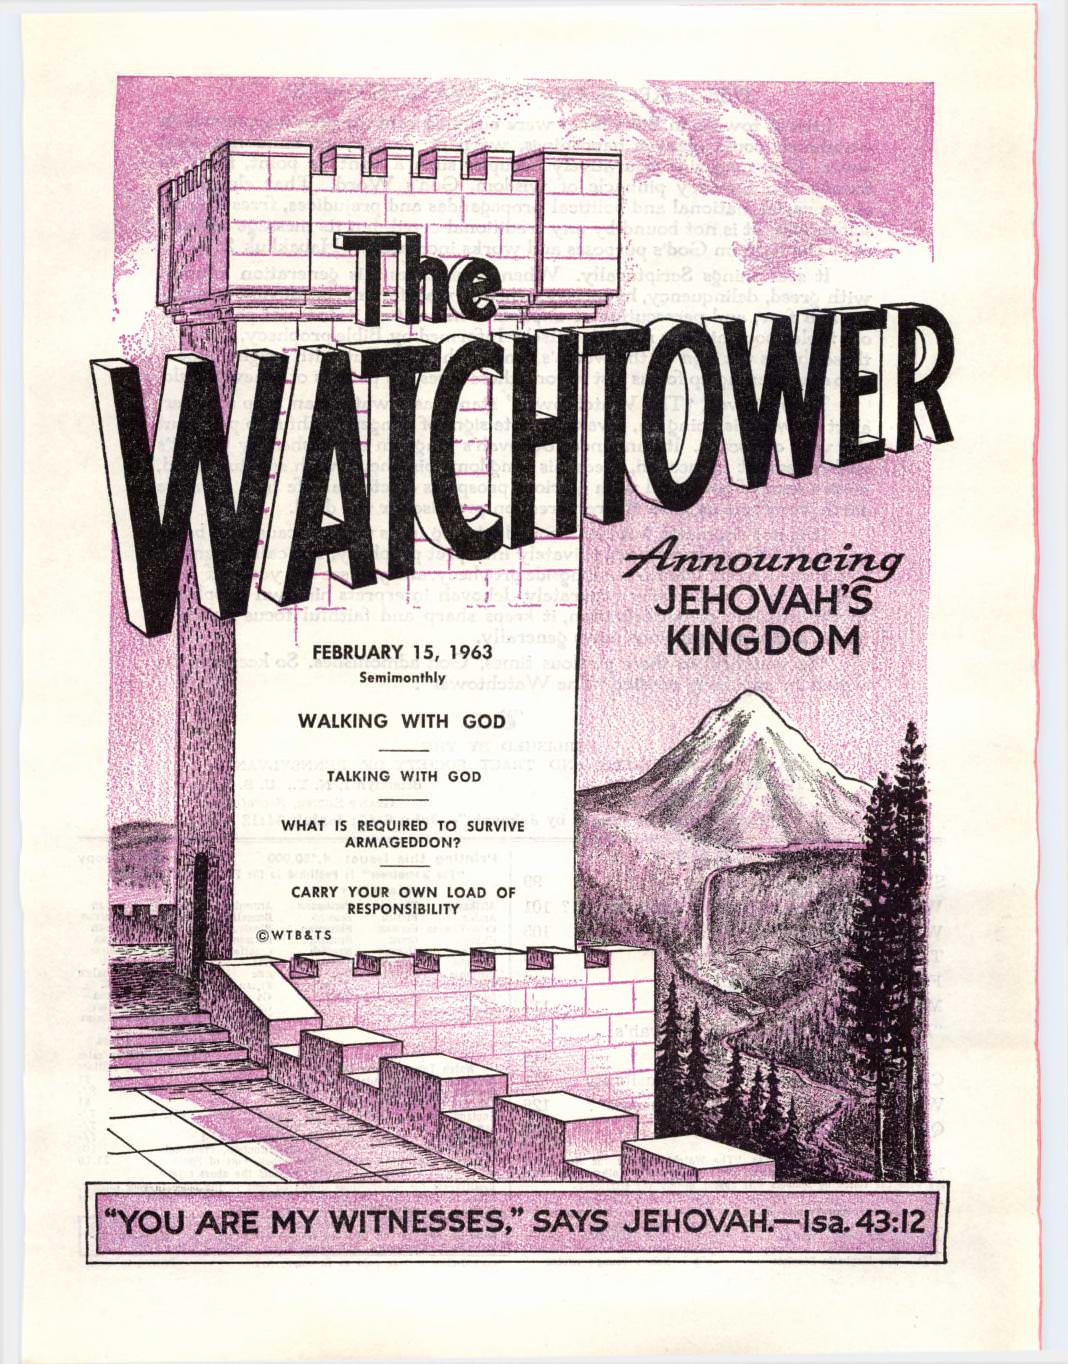 The
WATCHTOWER
Announcing
JEHOVAH'S
KINGDOM
FEBRUARY 15, 1963
Semimonthly
WALKING WITH GOD
TALKING WITH GOD
WHAT IS REQUIRED TO SURVIVE
ARMAGEDDON?
CARRY YOUR OWN LOAD OF
RESPONSIBILITY
©WTB&TS
"YOU ARE MY WITNESSES," SAYS JEHOVAH.—Isa. 43:12